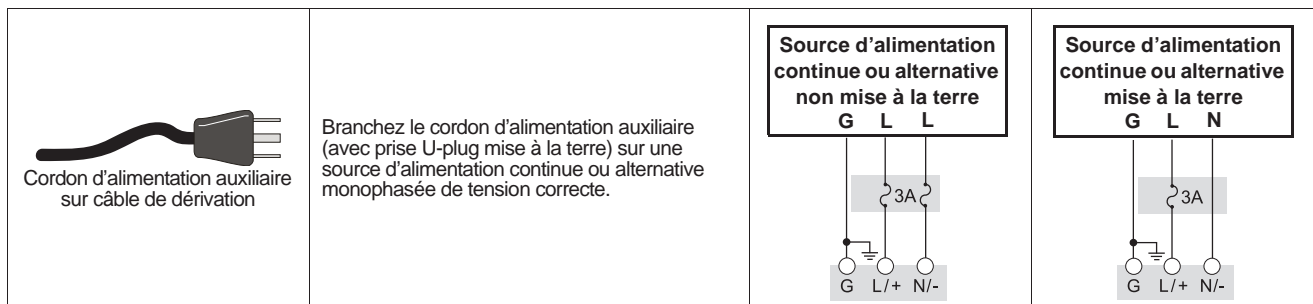 Cordon d'alimentation auxiliaire
sur câble de dérivation
Branchez le cordon d'alimentation auxiliaire
(avec prise U-plug mise à la terre) sur une
source d'alimentation continue ou alternative
monophasée de tension correcte.
Source d'alimentation
continue ou alternative
non mise à la terre
G L L
3A
G L/+ N/-
Source d'alimentation
continue ou alternative
mise à la terre
G L N
3A
G L/+ N/-